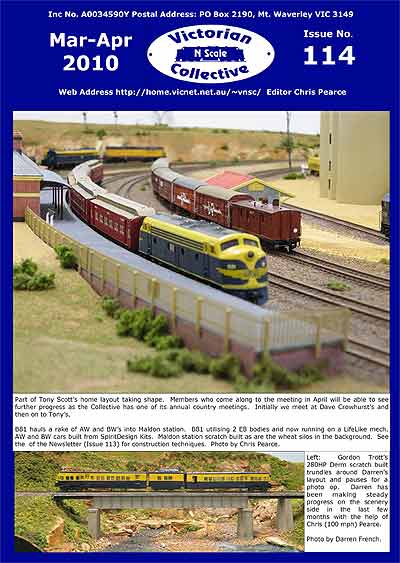 Inc No. A0034590Y Postal Address: PO Box 2190, Mt. Waverley VIC 3149
Mar-Apr
2010
Victorian
N Scale
Collective
Issue No.
114
Web Address http://home.vicnet.net.au/~vnsc/ Editor Chris Pearce
Part of Tony Scott's home layout taking shape. Members who come along to the meeting in April will be able to see
further progress as the Collective has one of its annual country meetings. Initially we meet at Dave Crowhurst's and
then on to Tony's.
B81 hauls a rake of AW and BW's into Maldon station. B81 utilising 2 EB bodies and now running on a LifeLike mech.
AW and BW cars built from SpiritDesign Kits. Maldon station scratch built as are the wheat silos in the background. See
the of the Newsletter (Issue 113) for construction techniques. Photo by Chris Pearce.
Left: Gordon Trott's
280HP Derm scratch built
trundles around Darren's
layout and pauses for a
photo op. Darren has
been making steady
progress on the scenery
side in the last few
months with the help of
Chris (100 mph) Pearce.
Photo by Darren French.